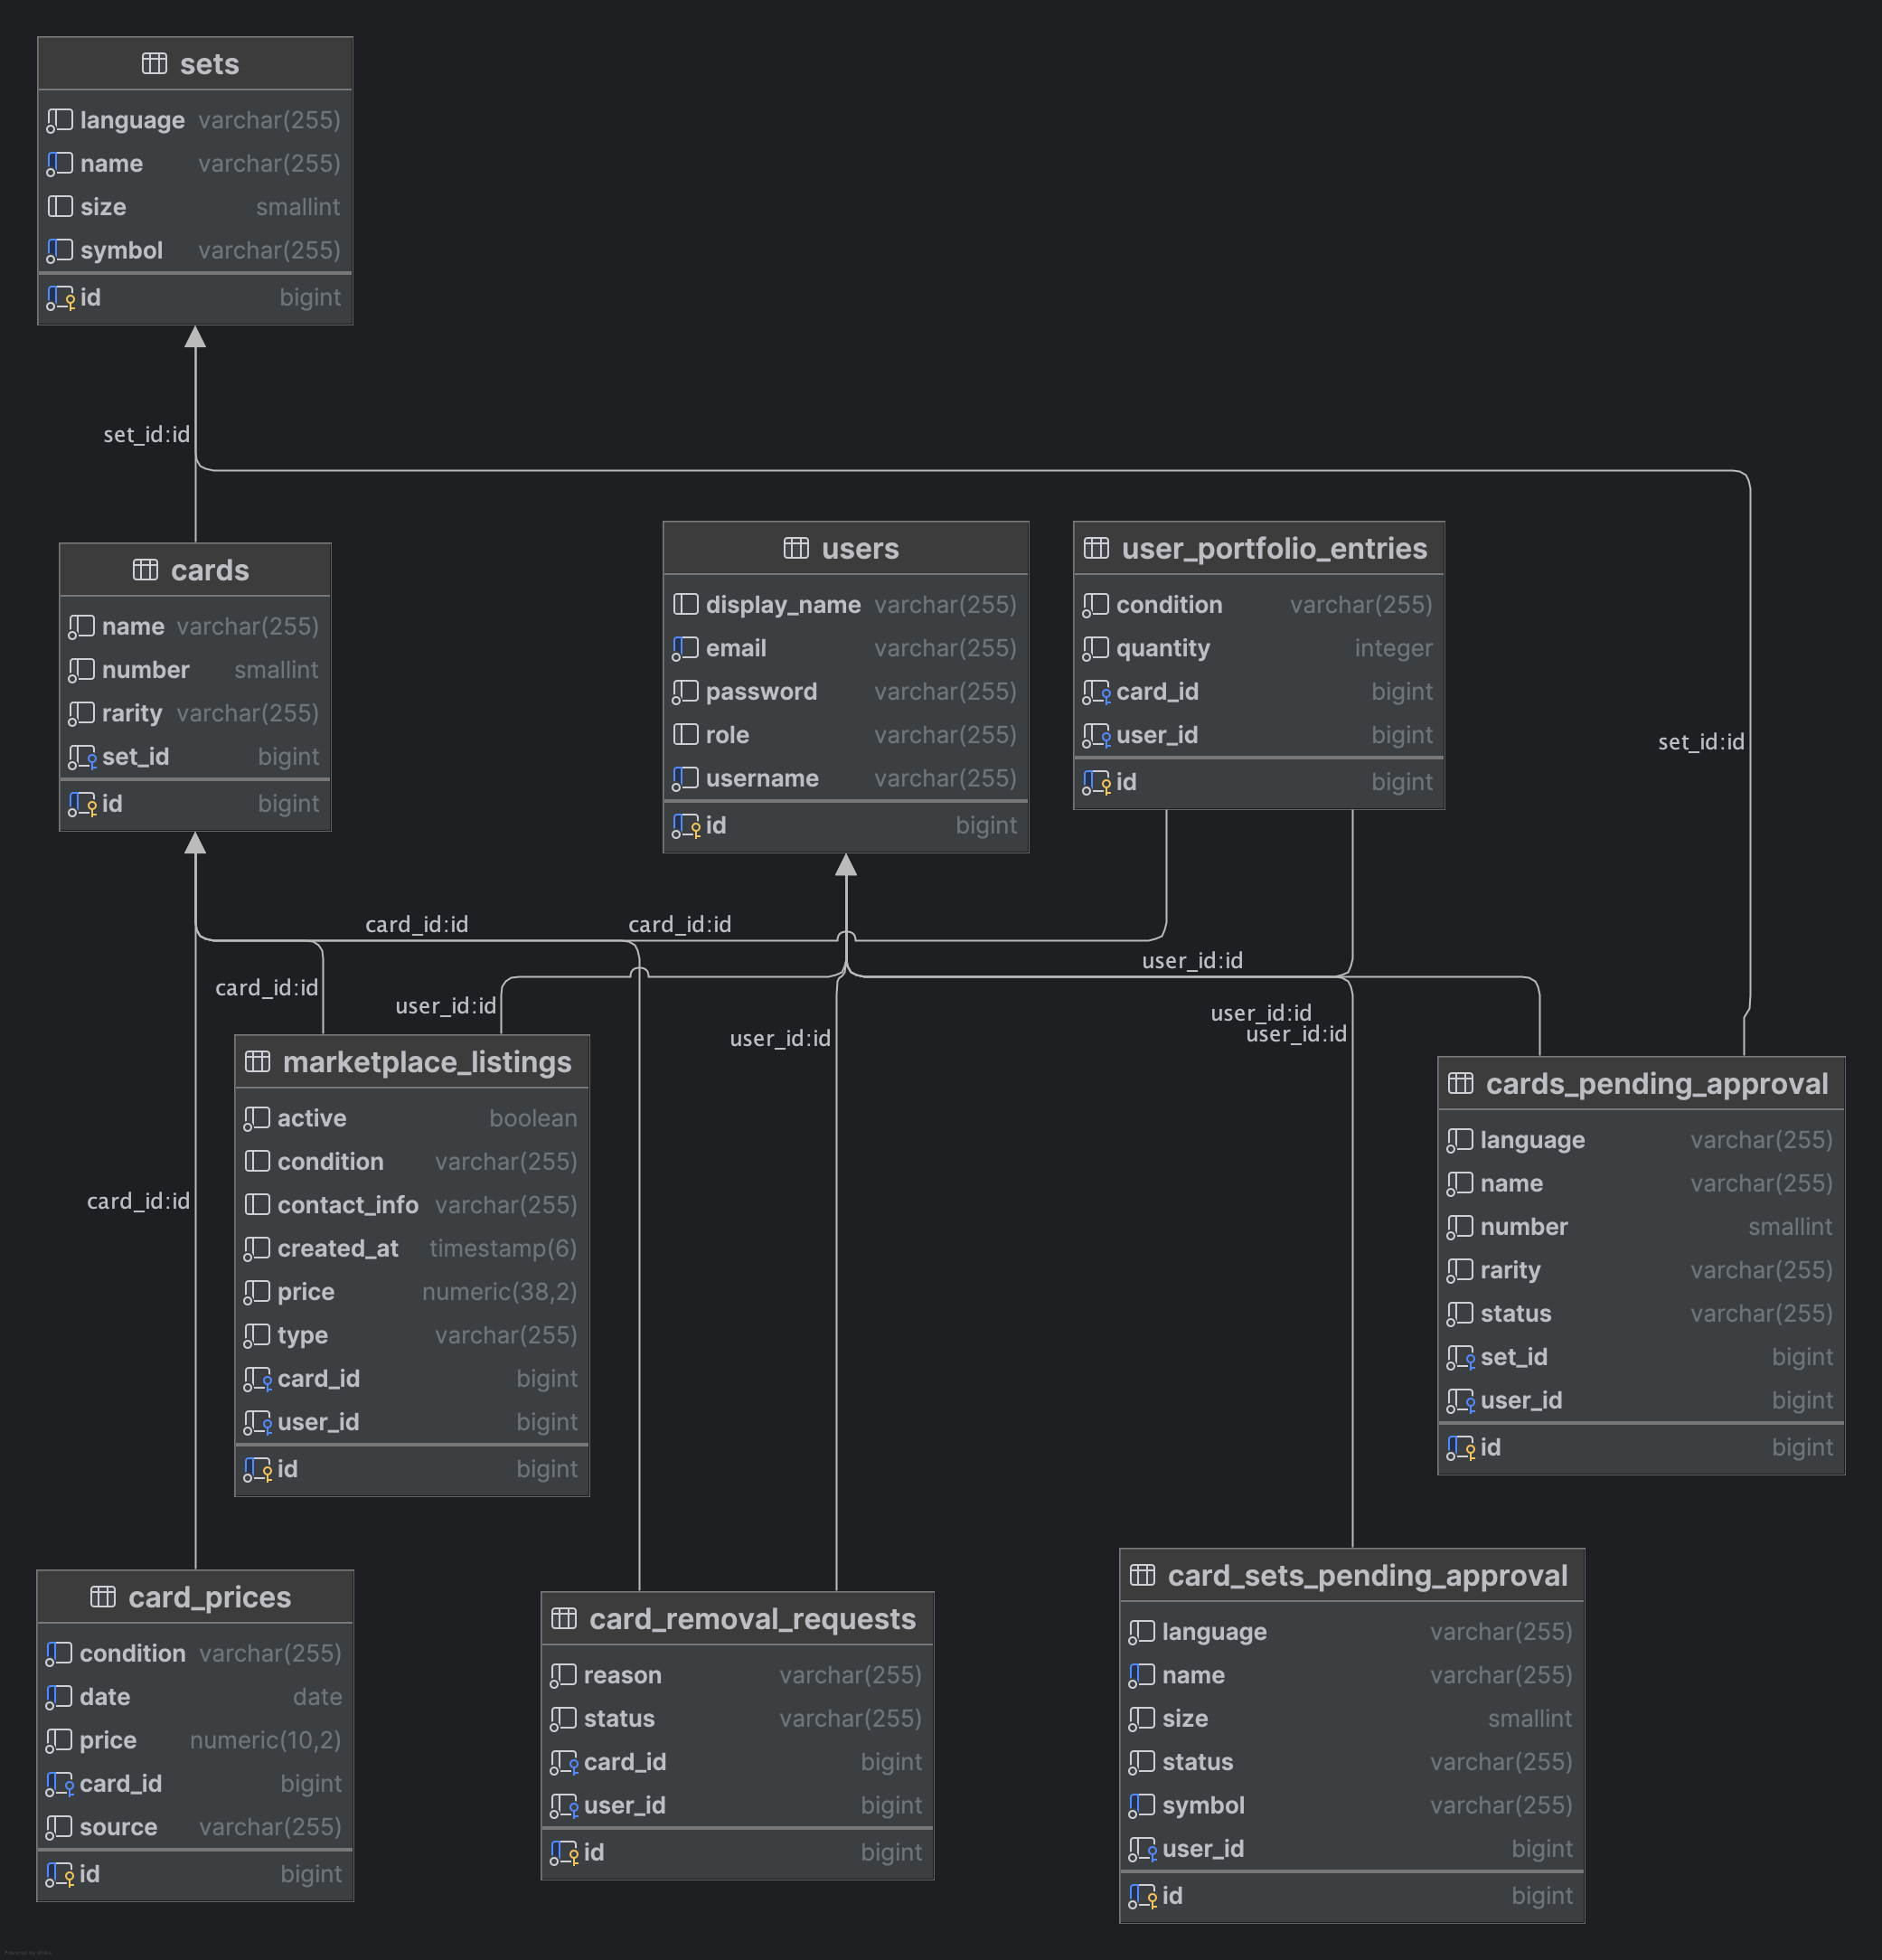 sets
language varchar(255)
name varchar(255)
size smallint
symbol varchar(255)
id bigint
set_id:id
cards
name varchar(255)
number smallint
rarity varchar(255)
set_id bigint
id bigint
users
display_name varchar(255)
email varchar(255)
password varchar(255)
role varchar(255)
username varchar(255)
id bigint
user_portfolio_entries
condition varchar(255)
quantity integer
card_id bigint
user_id bigint
id bigint
set_id:id
card_id:id
card_id:id
user_id:id
card_id:id
user_id:id
user_id:id
user_id:id
user_id:id
card_id:id
marketplace_listings
active boolean
condition varchar(255)
contact_info varchar(255)
created_at timestamp(6)
price numeric(38,2)
type varchar(255)
card_id bigint
user_id bigint
id bigint
cards_pending_approval
language varchar(255)
name varchar(255)
number smallint
rarity varchar(255)
status varchar(255)
set_id bigint
user_id bigint
id bigint
card_prices
condition varchar(255)
date date
price numeric(10,2)
card_id bigint
source varchar(255)
id bigint
card_removal_requests
reason varchar(255)
status varchar(255)
card_id bigint
user_id bigint
id bigint
card_sets_pending_approval
language varchar(255)
name varchar(255)
size smallint
status varchar(255)
symbol varchar(255)
user_id bigint
id bigint
Powered by yFiles